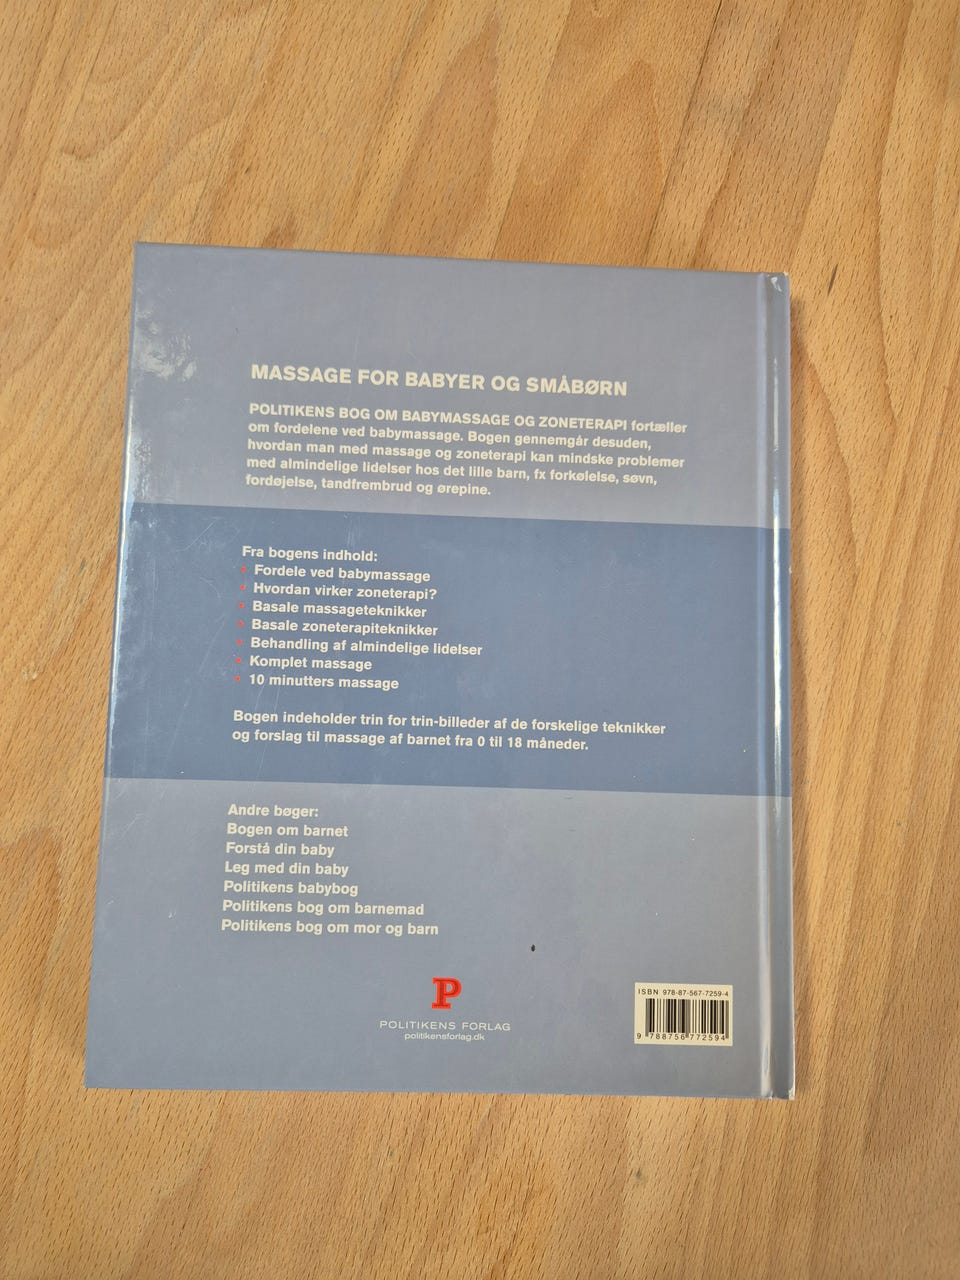 MASSAGE FOR BABYER OG SMÅBØRN
POLITIKENS BOG OM BABYMASSAGE OG ZONETERAPI fortæller
om fordelene ved babymassage. Bogen gennemgår desuden,
hvordan man med massage og zoneterapi kan mindske problemer
med almindelige lidelser hos det lille barn, fx forkølelse, søvn,
fordøjelse, tandfrembrud og ørepine.
Fra bogens indhold:
• Fordele ved babymassage
• Hvordan virker zoneterapi?
• Basale massageteknikker
• Basale zoneterapiteknikker
• Behandling af almindelige lidelser
• Komplet massage
• 10 minutters massage
Bogen indeholder trin for trin-billeder af de forskelige teknikker
og forslag til massage af barnet fra 0 til 18 måneder.
Andre bøger:
Bogen om barnet
Forstå din baby
Leg med din baby
Politikens babybog
Politikens bog om barnemad
Politikens bog om mor og barn
P
POLITIKENS FORLAG
politikensforlag.dk
ISBN 978-87-567-7259-4
9 788756 772594